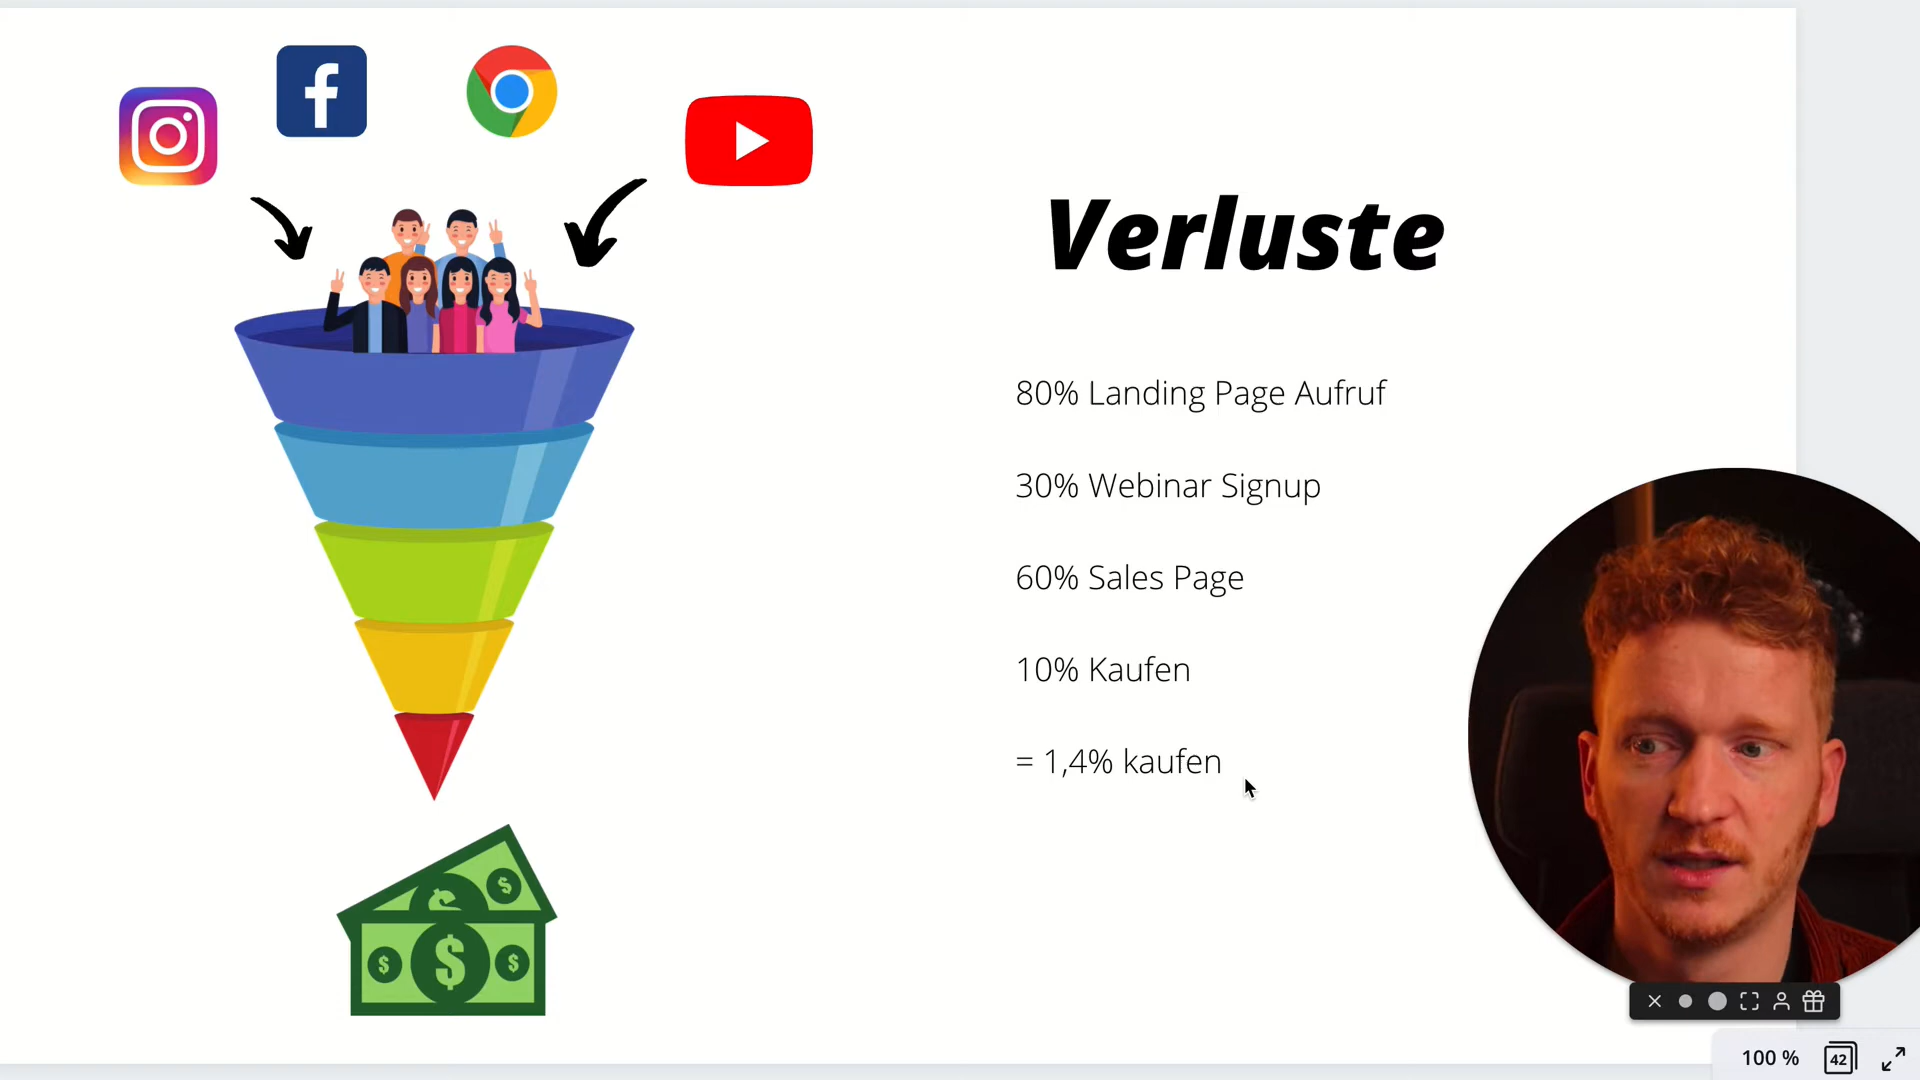 Verluste
80% Landing Page Aufruf
30% Webinar Signup
60% Sales Page
10% Kaufen
= 1,4% kaufen
$ $
$ $ $
100 %
42